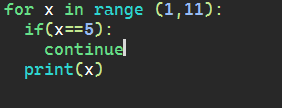 for x in range (1,11):
  if(x==5):
    continue
  print(x)